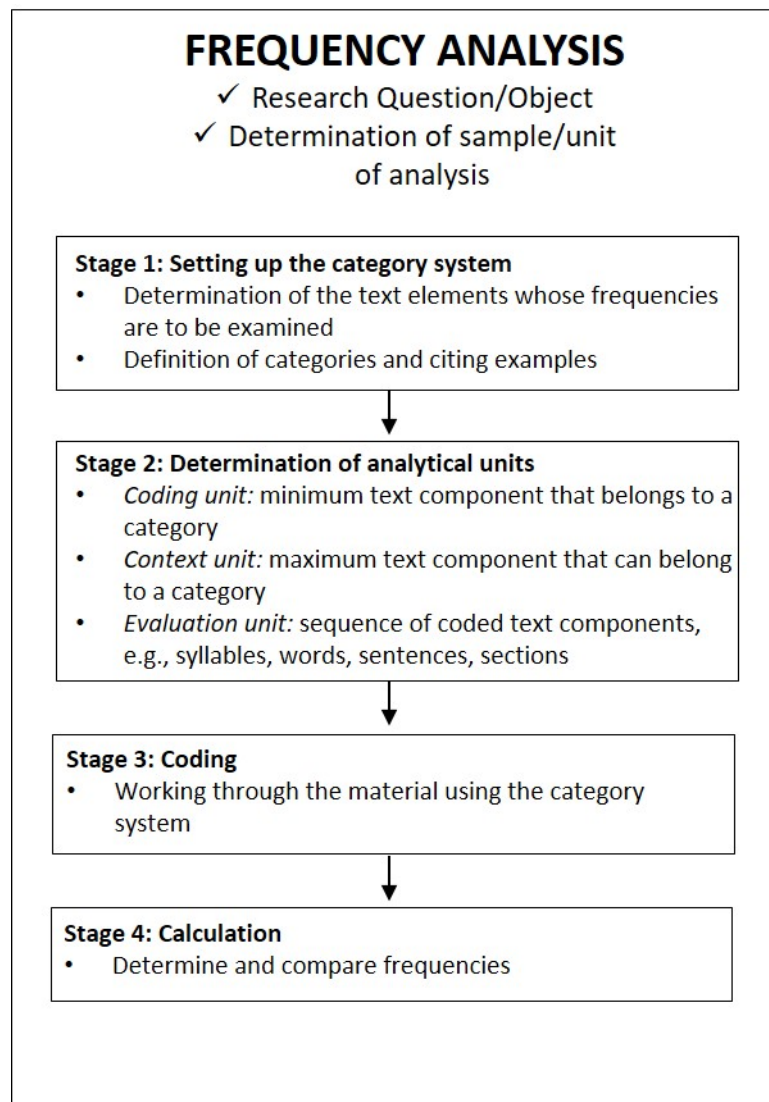 FREQUENCY ANALYSIS
✓ Research Question/Object
✓ Determination of sample/unit
of analysis
Stage 1: Setting up the category system
• Determination of the text elements whose frequencies
are to be examined
• Definition of categories and citing examples
Stage 2: Determination of analytical units
• Coding unit: minimum text component that belongs to a
category
• Context unit: maximum text component that can belong
to a category
• Evaluation unit: sequence of coded text components,
e.g., syllables, words, sentences, sections
Stage 3: Coding
• Working through the material using the category
system
Stage 4: Calculation
• Determine and compare frequencies